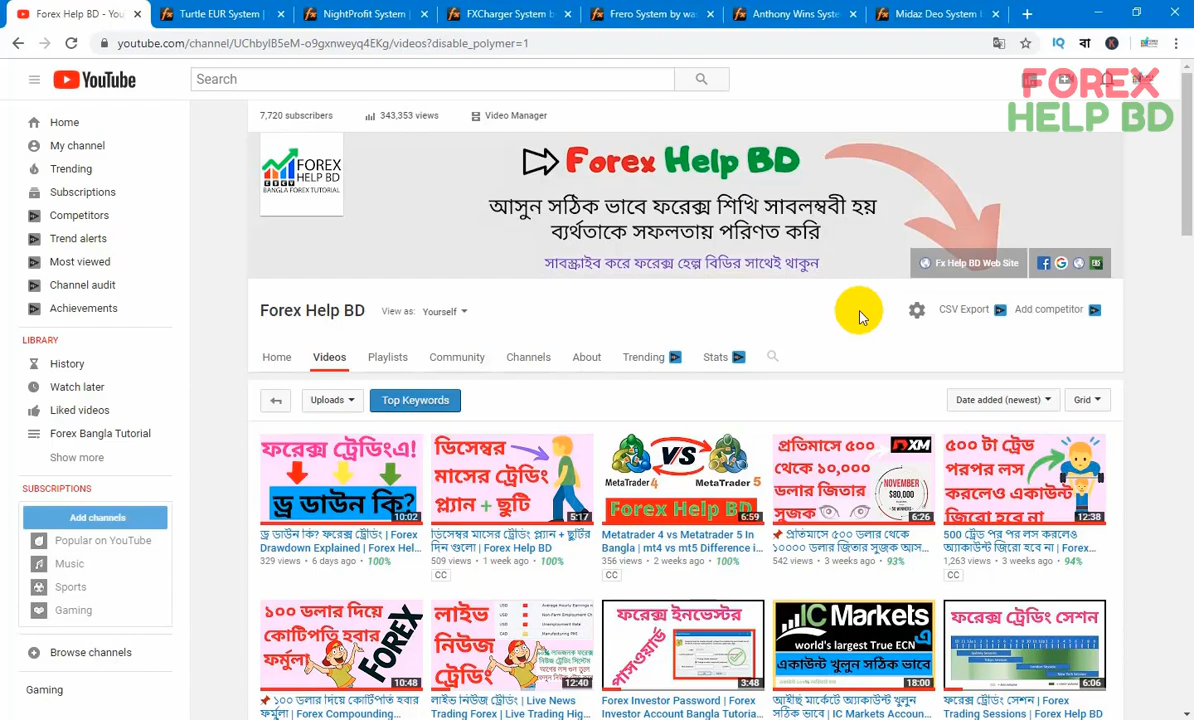 Forex Help BD - YouTu
Turtle EUR System |
NightProfit System |
FXCharger System b
Frero System by wa
Anthony Wins Syste
Midaz Deo System |
youtube.com/channel/UChbylB5eM-o9gxnweyq4EKg/videos?disable_polymer=1
YouTube
Search
FOREX
HELP BD
Home
My channel
Trending
Subscriptions
Competitors
Trend alerts
Most viewed
Channel audit
Achievements
LIBRARY
History
Watch later
Liked videos
Forex Bangla Tutorial
Show more
SUBSCRIPTIONS
Add channels
Popular on YouTube
Music
Sports
Gaming
Browse channels
Gaming
7,720 subscribers
343,353 views
Video Manager
FOREX
HELP BD
BANGLA FOREX TUTORIAL
Forex Help BD
আসুন সঠিক ভাবে ফরেক্স শিখি সাবলম্বী হয়
ব্যর্থতাকে সফলতায় পরিণত করি
সাবস্ক্রাইব করে ফরেক্স হেল্প বিডির সাথেই থাকুন
Fx Help BD Web Site
Forex Help BD
View as: Yourself
CSV Export
Add competitor
Home
Videos
Playlists
Community
Channels
About
Trending
Stats
Uploads
Top Keywords
Date added (newest)
Grid
ফরেক্স ট্রেডিংএ!
ড্র ডাউন কি?
10:02
ড্র ডাউন কি? ফরেক্স ট্রেডিং | Forex
Drawdown Explained | Forex Hel...
329 views • 6 days ago • 100%
ডিসেম্বর
মাসের ট্রেডিং
প্ল্যান + ছুটি
5:17
ডিসেম্বর মাসের ট্রেডিং প্ল্যান + ছুটির
দিন গুলো | Forex Help BD
509 views • 1 week ago • 100%
CC
VS
MetaTrader 4
MetaTrader 5
Forex Help BD
6:59
Metatrader 4 vs Metatrader 5 In
Bangla | mt4 vs mt5 Difference i...
356 views • 2 weeks ago • 100%
CC
প্রতিমাসে ৫০০
থেকে ১০,০০০
ডলার জিতার
সুজক
XM
NOVEMBER
$80,000
6:26
প্রতিমাসে ৫০০ ডলার থেকে
১০০০০ ডলার জিতার সুজক আস...
542 views • 3 weeks ago • 93%
৫০০ টা ট্রেড
পরপর লস
করলেও একাউন্ট
জিরো হবে না
12:38
500 ট্রেড পর পর লস করলেও
অ্যাকাউন্ট জিরো হবে না | Forex...
1,263 views • 3 weeks ago • 94%
CC
১০০ ডলার দিয়ে
কোটিপতি হবার
ফর্মুলা
FOREX
10:48
১০০ ডলার দিয়ে কোটিপতি হবার
ফর্মুলা | Forex Compounding...
লাইভ
নিউজ
ট্রেডিং
12:40
লাইভ নিউজ ট্রেডিং | Live News
Trading Forex | Live Trading Hig...
ফরেক্স ইনভেস্টর
পাসওয়ার্ড
3:48
Forex Investor Password | Forex
Investor Account Bangla Tutoria...
IC Markets
world's largest True ECN
এ
একাউন্ট খুলুন সঠিক ভাবে
18:00
আইসি মার্কেটে অ্যাকাউন্ট খুলুন
সঠিক ভাবে | IC Markets Accoun...
ফরেক্স ট্রেডিং সেশন
6:06
ফরেক্স ট্রেডিং সেশন | Forex
Trading Sessions | Forex Help BD